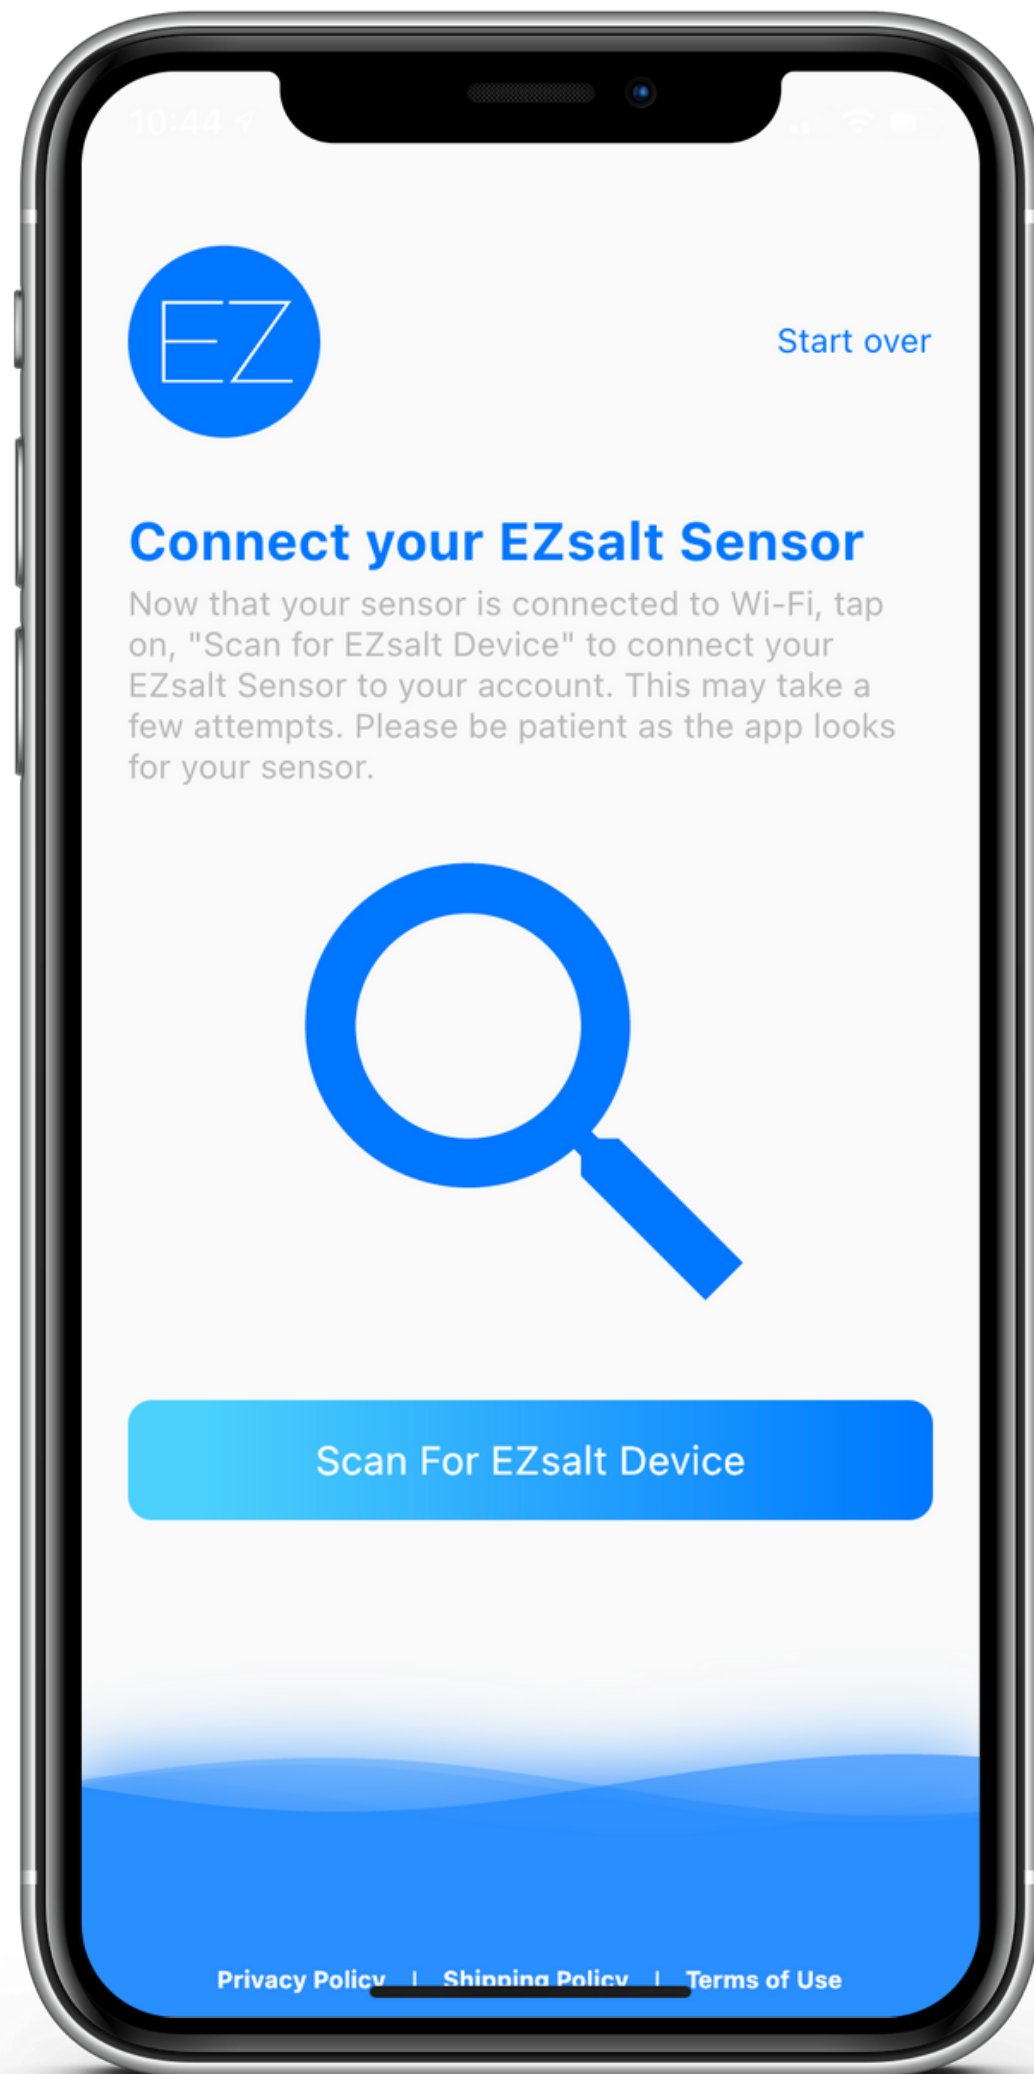 10:44
EZ
Start over
Connect your EZsalt Sensor
Now that your sensor is connected to Wi-Fi, tap
on, "Scan for EZsalt Device" to connect your
EZsalt Sensor to your account. This may take a
few attempts. Please be patient as the app looks
for your sensor.
Scan For EZsalt Device
Privacy Policy | Shipping Policy | Terms of Use